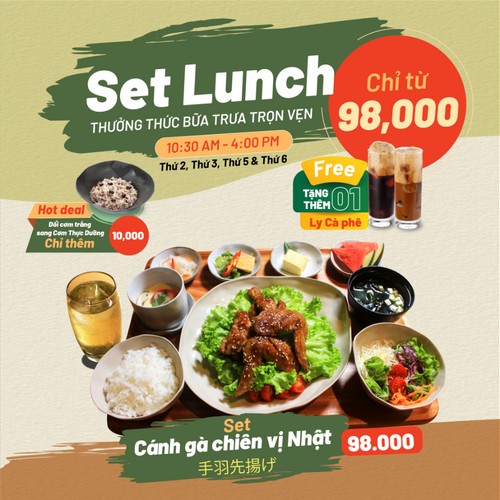 Set Lunch
THƯỞNG THỨC BỮA TRƯA TRỌN VẸN
10:30 AM - 4:00 PM
Thứ 2, Thứ 3, Thứ 5 & Thứ 6
Chỉ từ
98,000
Free
TẶNG
THÊM
01
Ly Cà phê
Hot deal
Đổi cơm trắng
sang Cơm Thực Dưỡng
Chỉ thêm
10,000
Set
Cánh gà chiên vị Nhật
98.000
手羽先揚げ